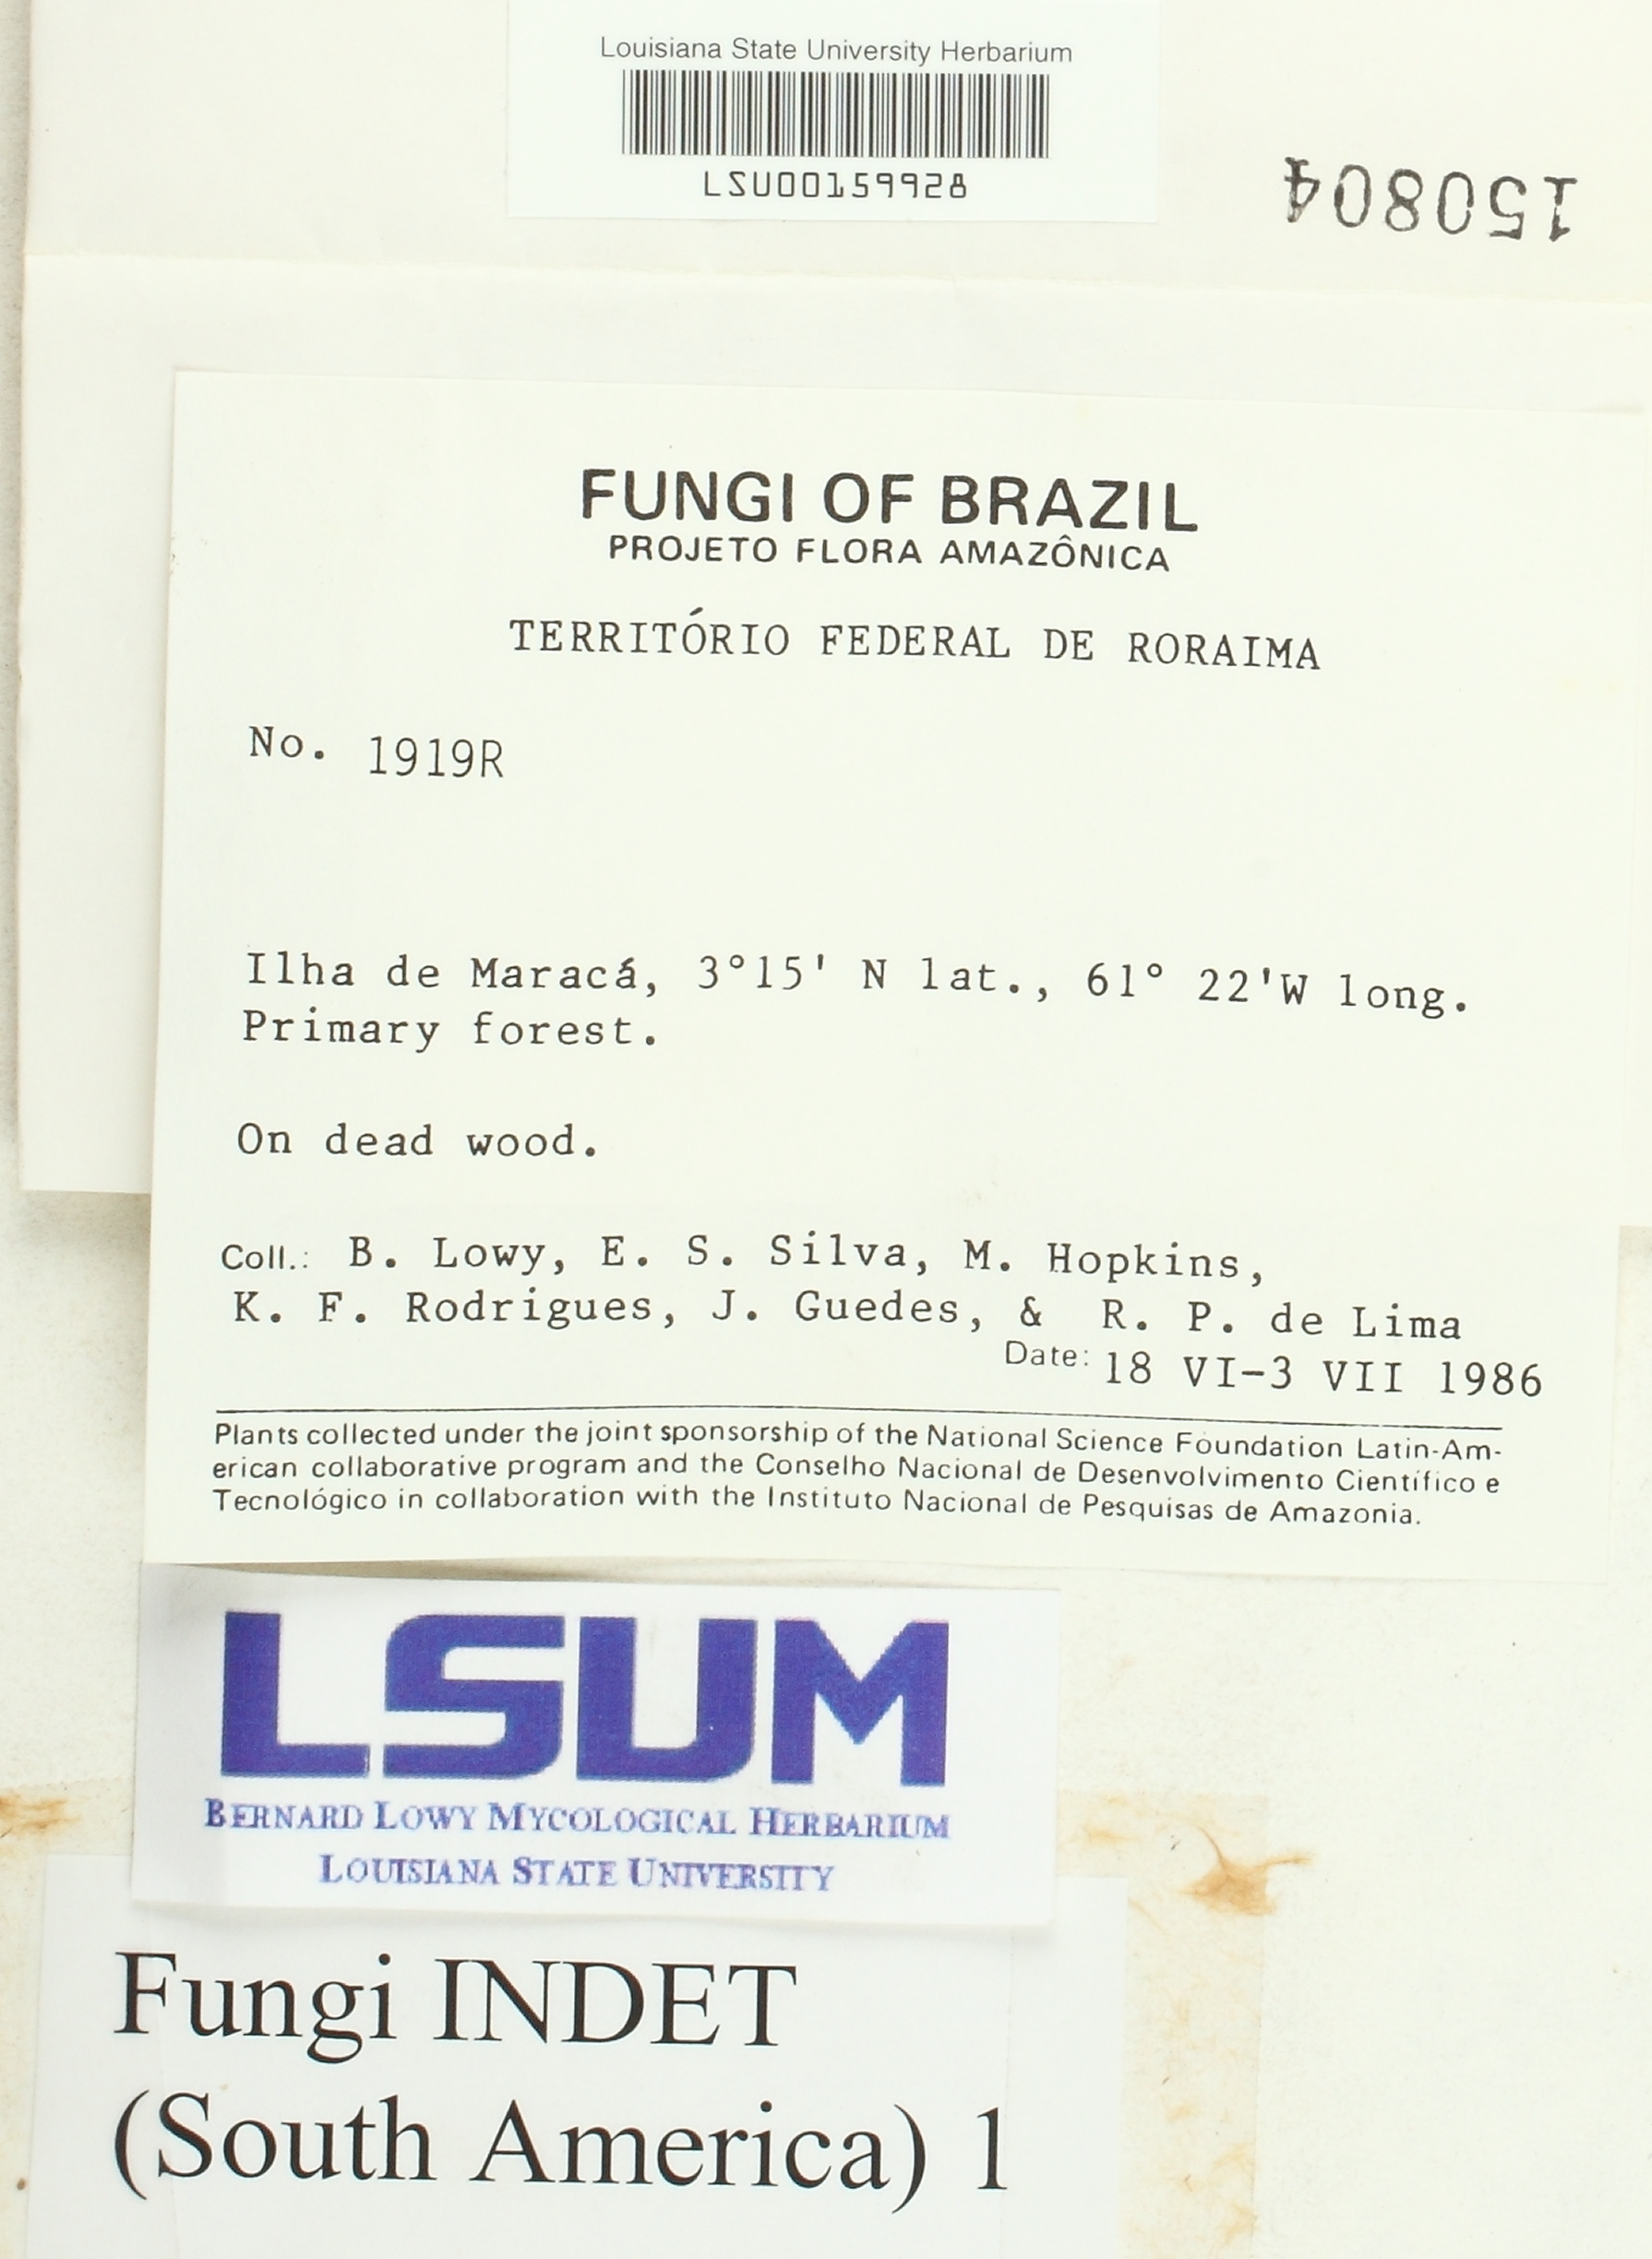 Louisiana State University Herbarium
LSU00159928
150804
FUNGI OF BRAZIL
PROJETO FLORA AMAZÔNICA
TERRITÓRIO FEDERAL DE RORAIMA
No. 1919R
Ilha de Maracá, 3°15' N lat., 61° 22'W long.
Primary forest.
On dead wood.
Coll.: B. Lowy, E. S. Silva, M. Hopkins,
K. F. Rodrigues, J. Guedes, & R. P. de Lima
Date: 18 VI-3 VII 1986
Plants collected under the joint sponsorship of the National Science Foundation Latin-Am-
erican collaborative program and the Conselho Nacional de Desenvolvimento Científico e
Tecnológico in collaboration with the Instituto Nacional de Pesquisas de Amazonia.
LSUM
BERNARD LOWY MYCOLOGICAL HERBARIUM
LOUISIANA STATE UNIVERSITY
Fungi INDET
(South America) 1